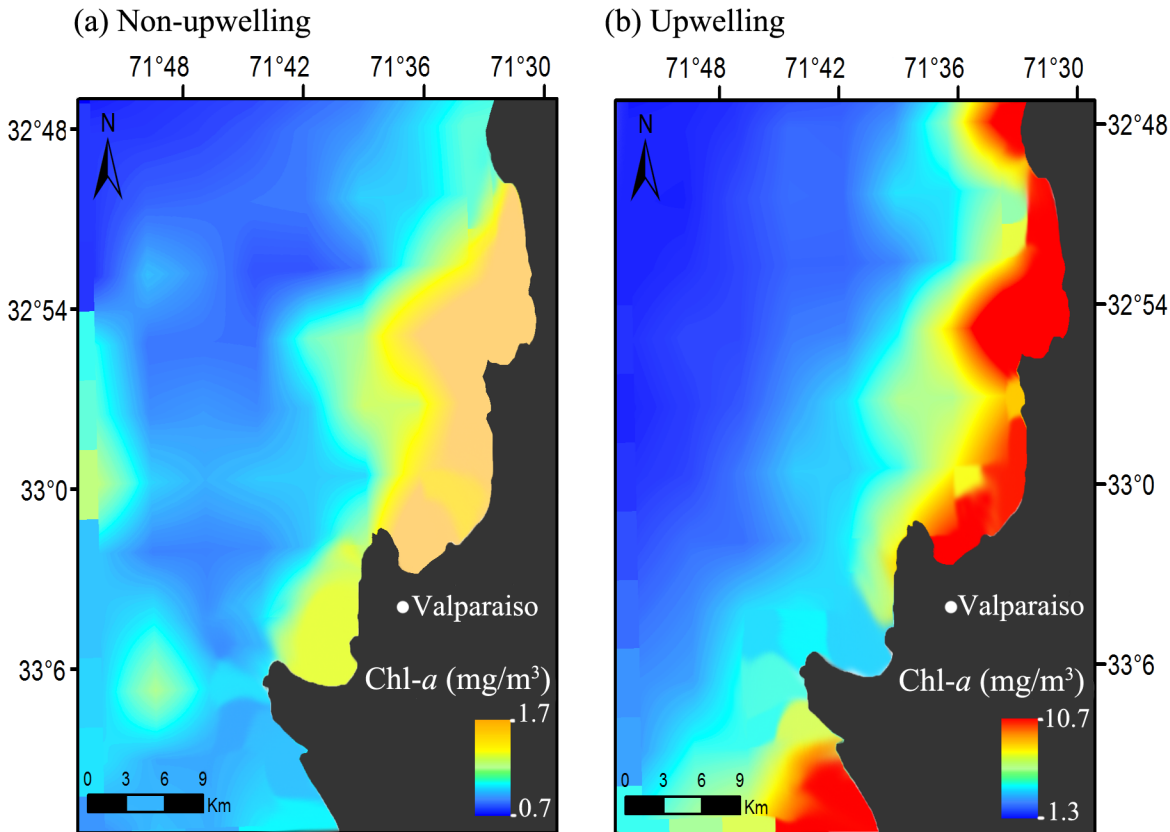 (a) Non-upwelling
71°48 71°42 71°36 71°30
32°48
32°54
33°0
33°6
N
Valparaiso
Chl-a (mg/m³)
1.7
0.7
0 3 6 9
Km
(b) Upwelling
71°48 71°42 71°36 71°30
32°48
32°54
33°0
33°6
N
Valparaiso
Chl-a (mg/m³)
10.7
1.3
0 3 6 9
Km